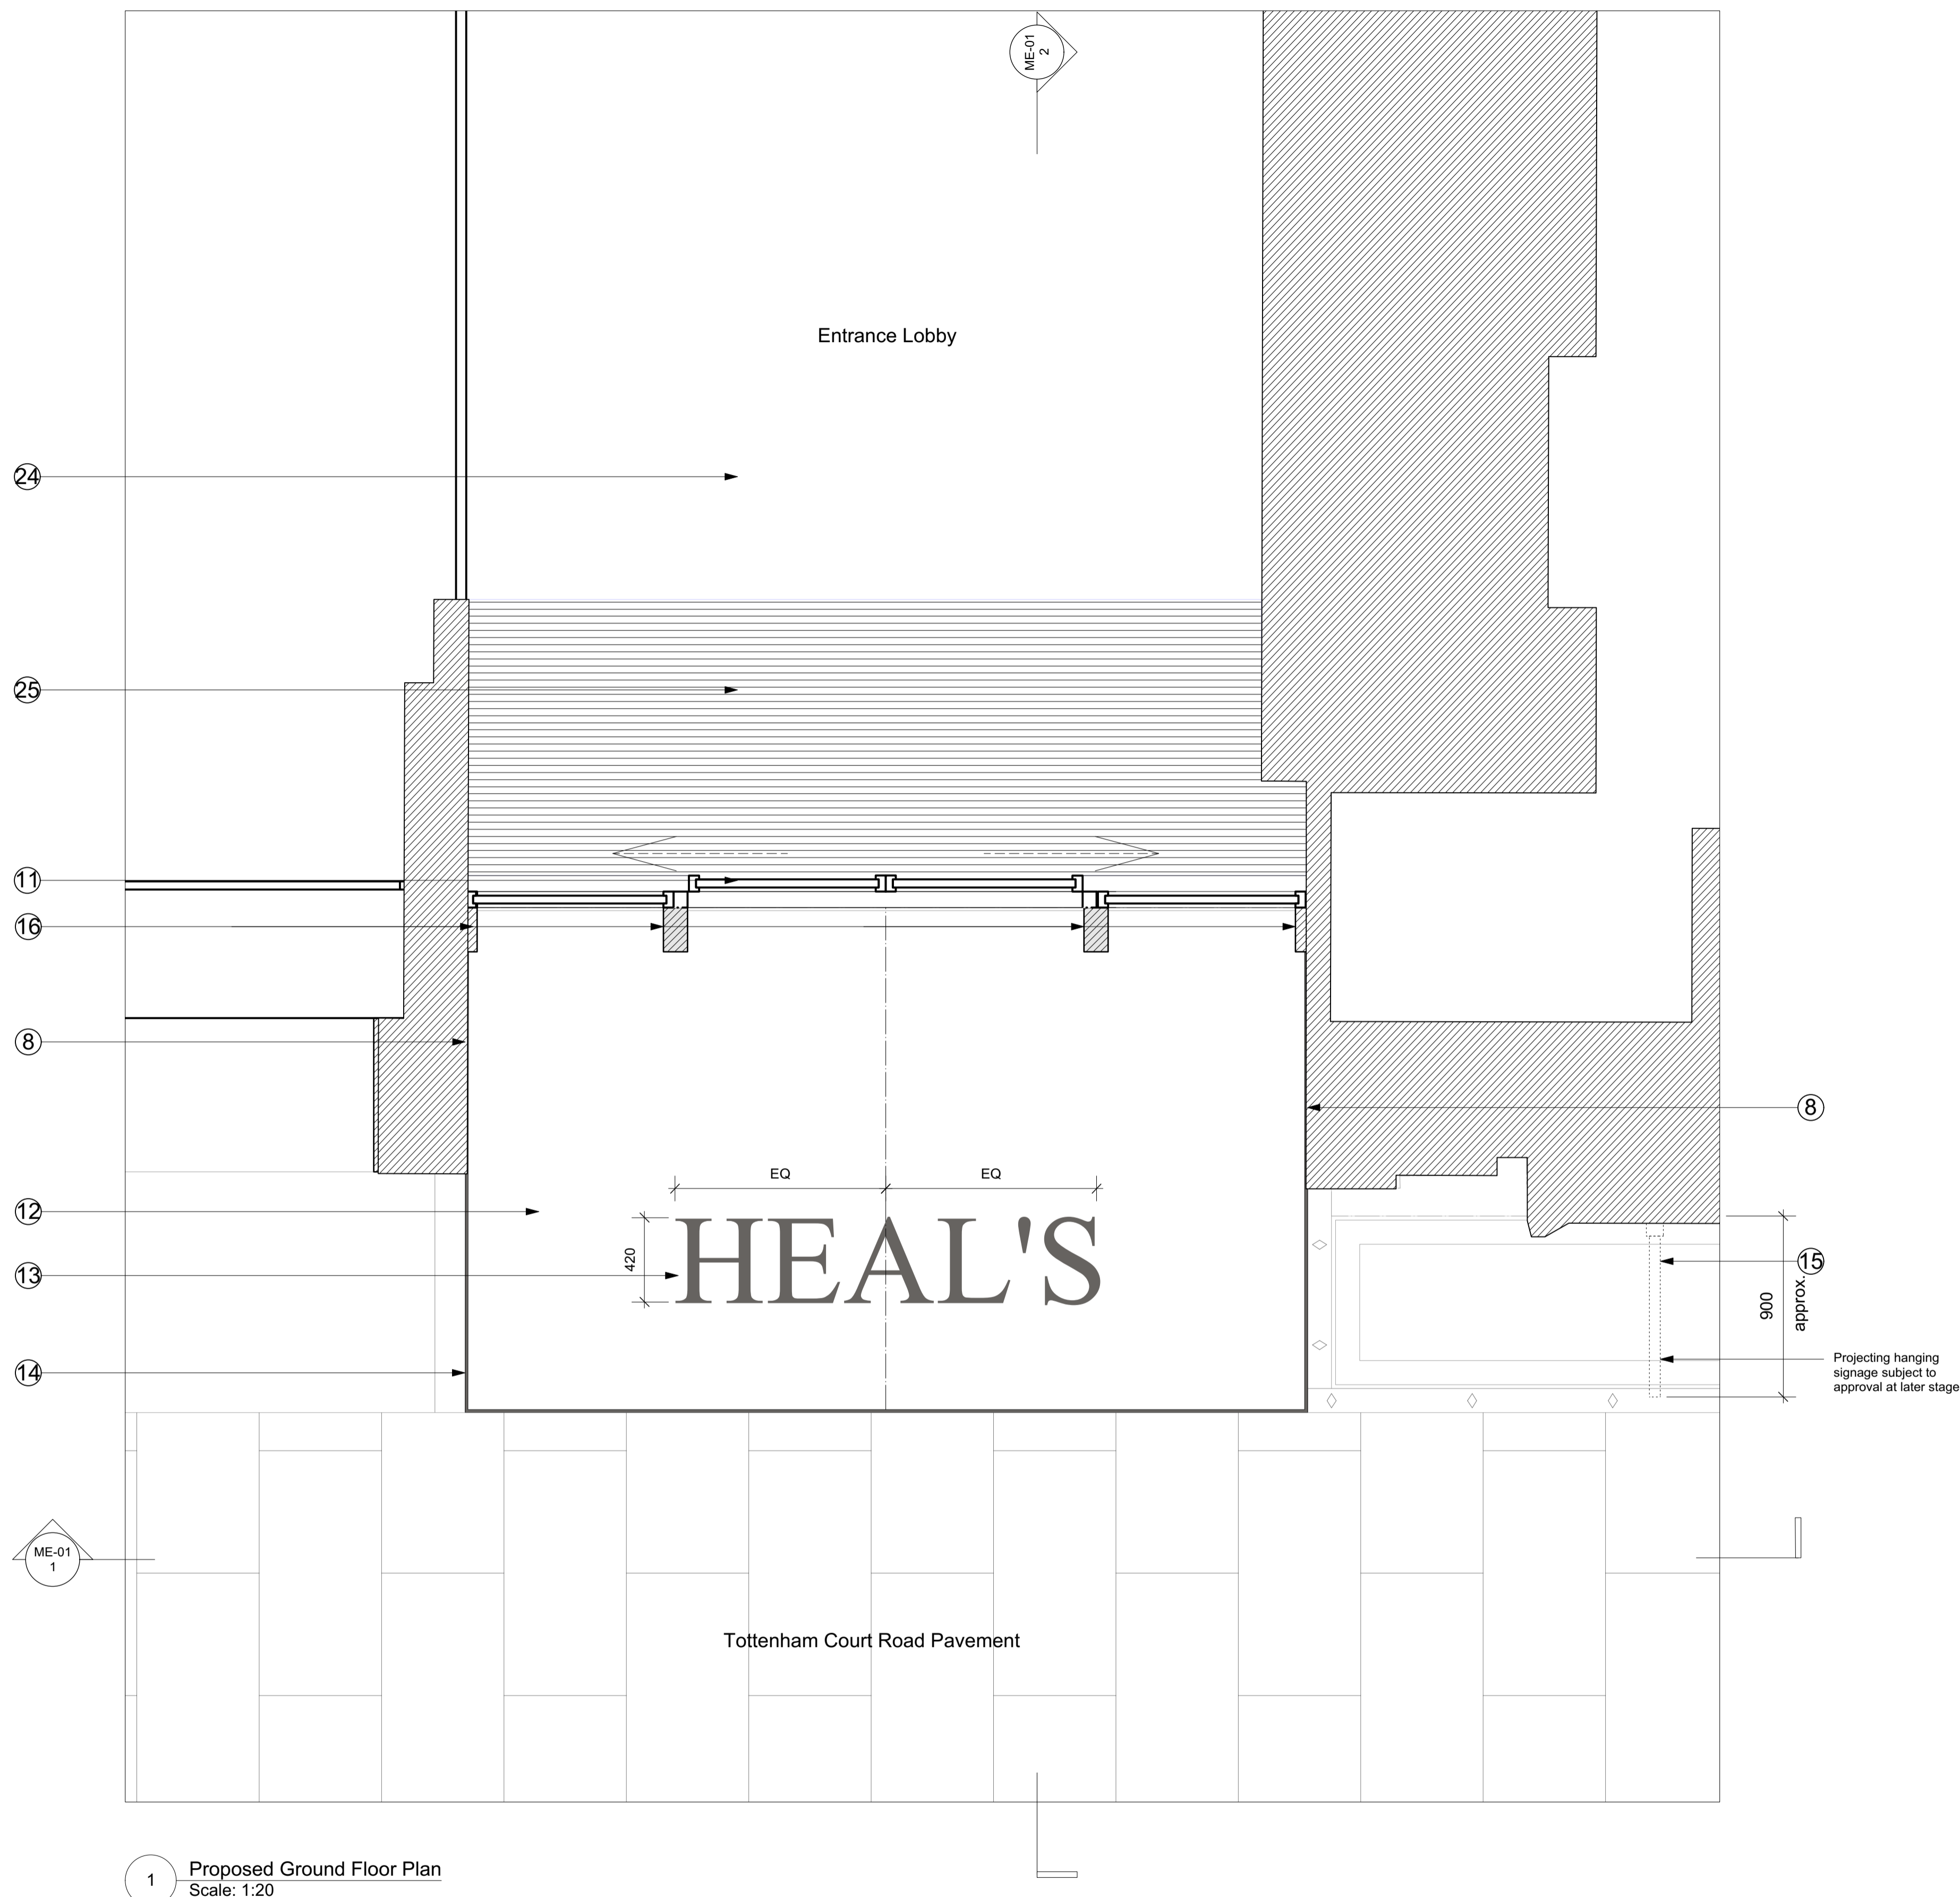 ME-01
2
Entrance Lobby
24
25
11
16
8
8
EQ
EQ
12
420
HEAL'S
13
15
900
approx.
Projecting hanging
signage subject to
approval at later stage
14
ME-01
1
Tottenham Court Road Pavement
1
Proposed Ground Floor Plan
Scale: 1:20